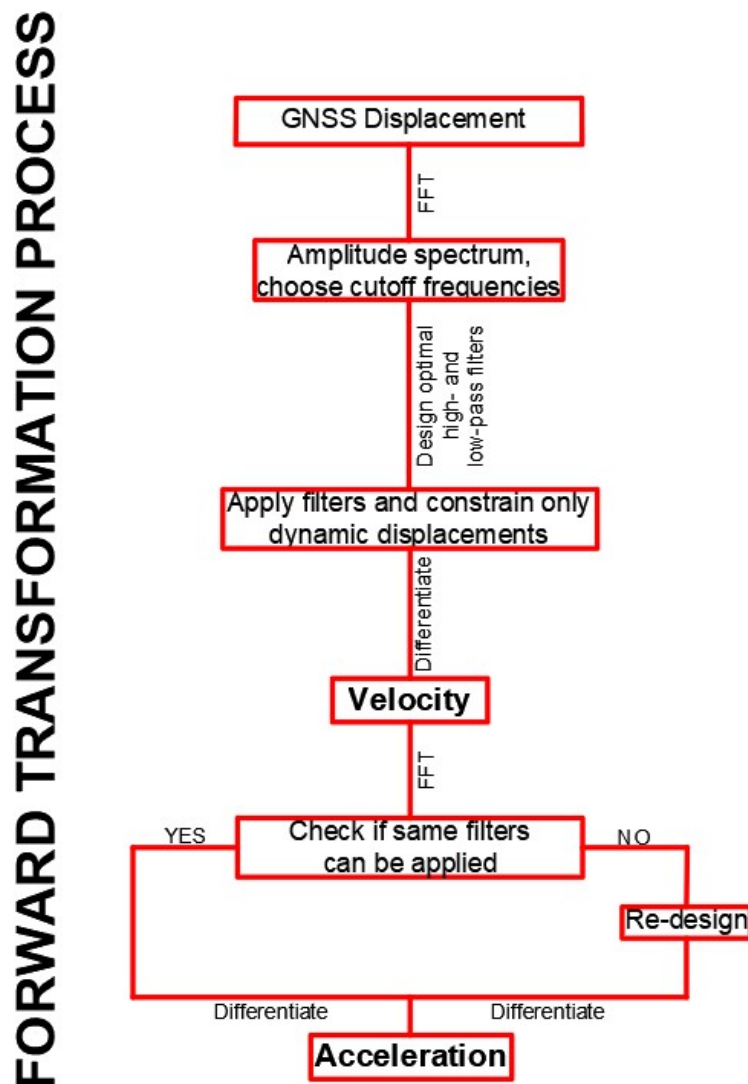 FORWARD TRANSFORMATION PROCESS
GNSS Displacement
FFT
Amplitude spectrum,
choose cutoff frequencies
Design optimal
high- and
low-pass filters
Apply filters and constrain only
dynamic displacements
Differentiate
Velocity
FFT
Check if same filters
can be applied
YES
NO
Re-design
Differentiate
Differentiate
Acceleration